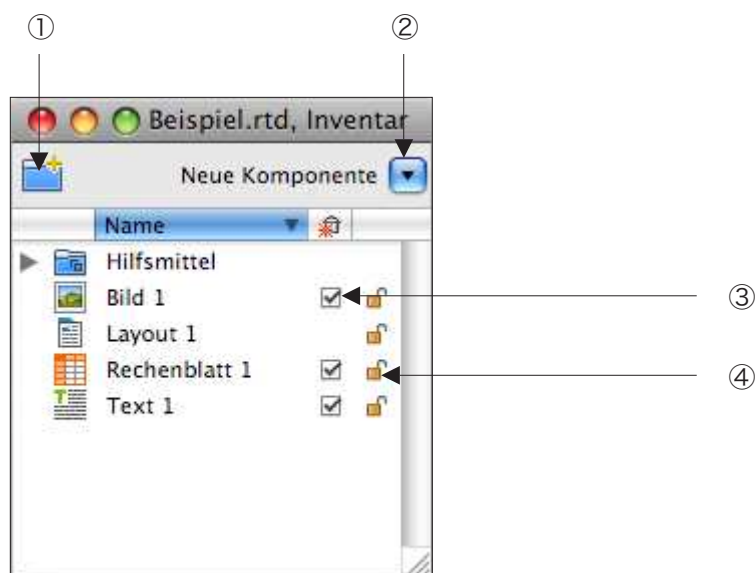 ① ②
Beispiel.rtd, Inventar
Neue Komponente
Name
Hilfsmittel
Bild 1
③
Layout 1
Rechenblatt 1
④
Text 1